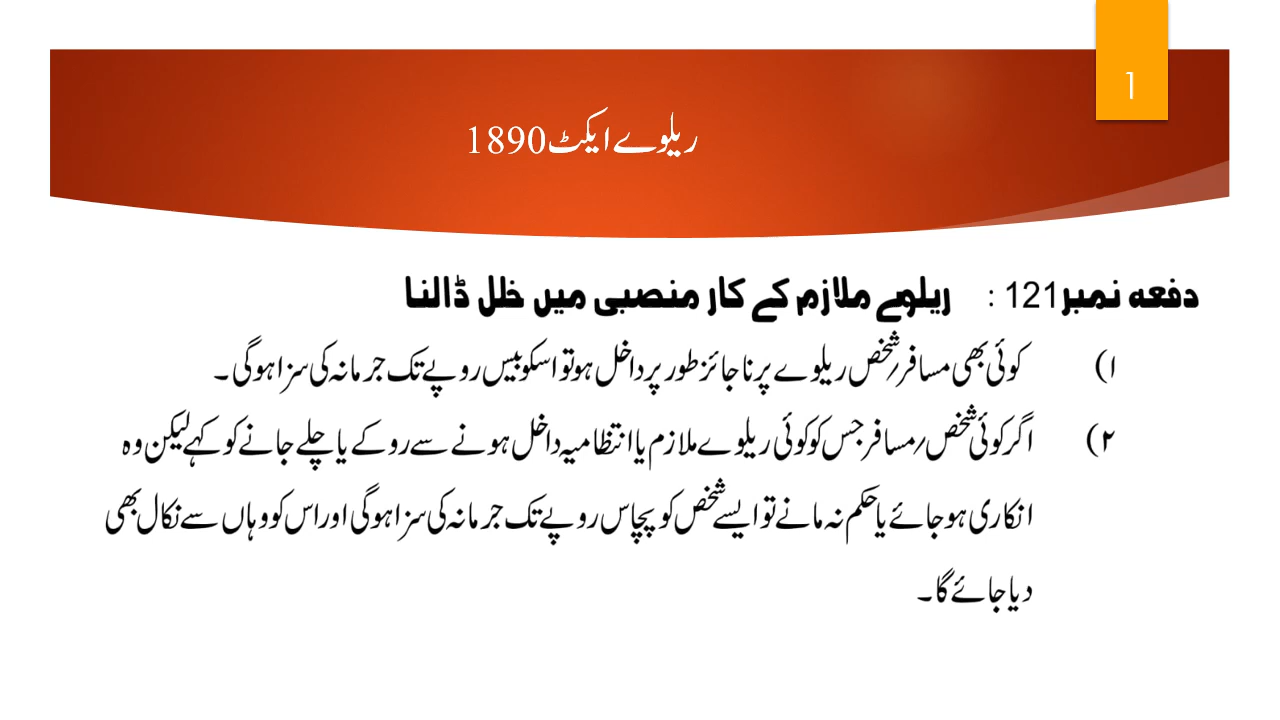 1
ریلوے ایکٹ 1890
دفعہ نمبر 121 : ریلوے ملازم کے کار منصبی میں خلل ڈالنا
۱) کوئی بھی مسافر/شخص ریلوے پر ناجائز طور پر داخل ہو تو اسکو بیس روپے تک جرمانہ کی سزا ہوگی۔
۲) اگر کوئی شخص/مسافر جس کو کوئی ریلوے ملازم یا انتظامیہ داخل ہونے سے روکے یا چلے جانے کو کہے لیکن وہ
انکاری ہو جائے یا حکم نہ مانے تو ایسے شخص کو پچاس روپے تک جرمانہ کی سزا ہوگی اور اس کو وہاں سے نکال بھی
دیا جائے گا۔